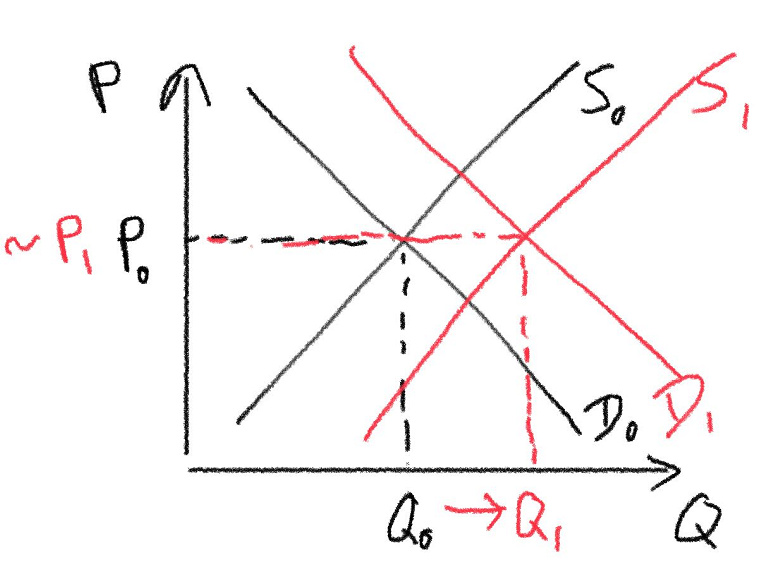 P
S₀
S₁
~ P₁ P₀
D₀ D₁
Q₀ → Q₁ Q